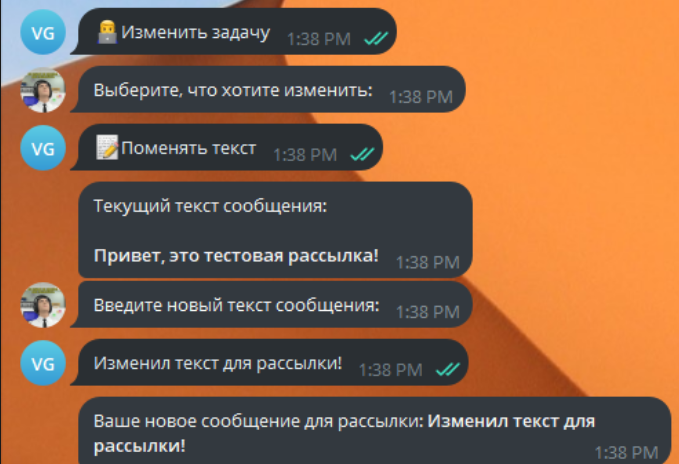 VG
🧑‍💻Изменить задачу 1:38 PM
Выберите, что хотите изменить: 1:38 PM
VG
📝Поменять текст 1:38 PM
Текущий текст сообщения:
Привет, это тестовая рассылка! 1:38 PM
Введите новый текст сообщения: 1:38 PM
VG
Изменил текст для рассылки! 1:38 PM
Ваше новое сообщение для рассылки: Изменил текст для
рассылки! 1:38 PM